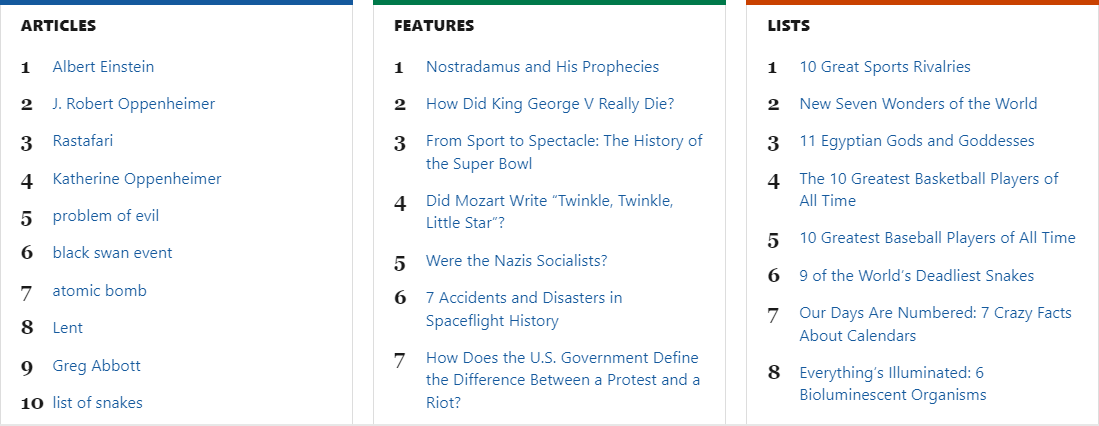 ARTICLES
1 Albert Einstein
2 J. Robert Oppenheimer
3 Rastafari
4 Katherine Oppenheimer
5 problem of evil
6 black swan event
7 atomic bomb
8 Lent
9 Greg Abbott
10 list of snakes
FEATURES
1 Nostradamus and His Prophecies
2 How Did King George V Really Die?
3 From Sport to Spectacle: The History of
the Super Bowl
4 Did Mozart Write “Twinkle, Twinkle,
Little Star”?
5 Were the Nazis Socialists?
6 7 Accidents and Disasters in
Spaceflight History
7 How Does the U.S. Government Define
the Difference Between a Protest and a
Riot?
LISTS
1 10 Great Sports Rivalries
2 New Seven Wonders of the World
3 11 Egyptian Gods and Goddesses
4 The 10 Greatest Basketball Players of
All Time
5 10 Greatest Baseball Players of All Time
6 9 of the World’s Deadliest Snakes
7 Our Days Are Numbered: 7 Crazy Facts
About Calendars
8 Everything’s Illuminated: 6
Bioluminescent Organisms